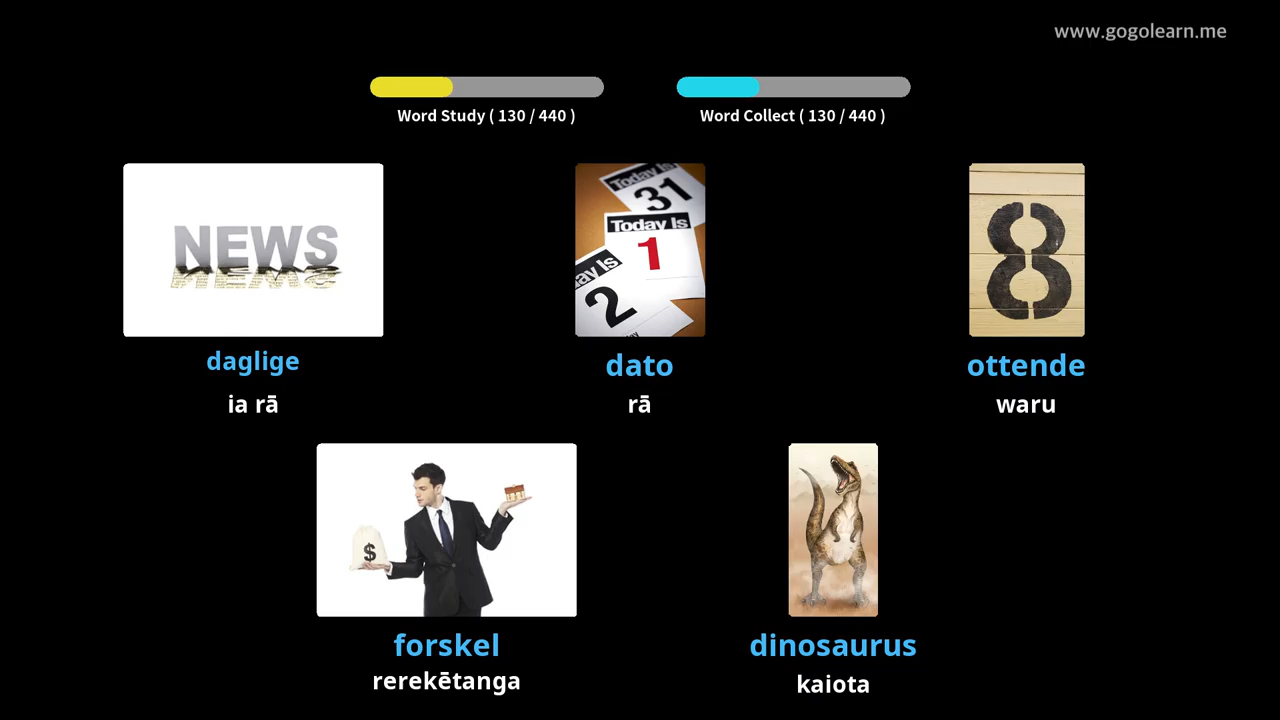 www.gogolearn.me
Word Study ( 130 / 440 )
Word Collect ( 130 / 440 )
NEWS
Today Is
31
Today Is
1
ay Is
2
8
daglige
dato
ottende
ia rā
rā
waru
$
forskel
dinosaurus
rerekētanga
kaiota